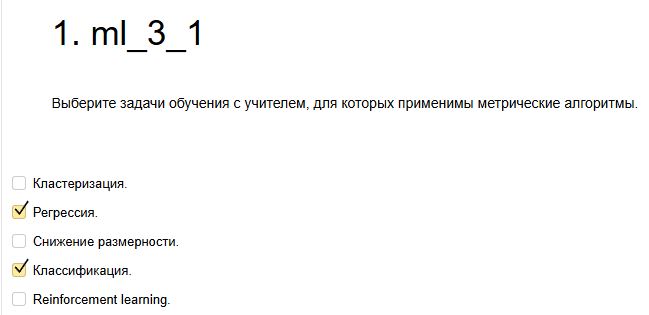 1. ml_3_1
Выберите задачи обучения с учителем, для которых применимы метрические алгоритмы.
Кластеризация.
Регрессия.
Снижение размерности.
Классификация.
Reinforcement learning.